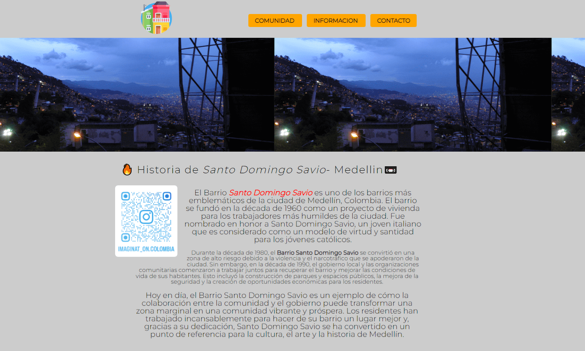 COMUNIDAD
INFORMACION
CONTACTO
Historia de Santo Domingo Savio- Medellin
IMAGINAT_ON.COLOMBIA
El Barrio Santo Domingo Savio es uno de los barrios más
emblemáticos de la ciudad de Medellín, Colombia. El barrio
se fundó en la década de 1960 como un proyecto de vivienda
para los trabajadores más humildes de la ciudad. Fue
nombrado en honor a Santo Domingo Savio, un joven italiano
que es considerado como un modelo de virtud y santidad
para los jóvenes católicos.
Durante la década de 1980, el Barrio Santo Domingo Savio se convirtió en una
zona de alto riesgo debido a la violencia y el narcotráfico que se apoderaron de la
ciudad. Sin embargo, en la década de 1990, el gobierno local y las organizaciones
comunitarias comenzaron a trabajar juntos para recuperar el barrio y mejorar las condiciones de
vida de sus habitantes. Esto incluyó la construcción de parques y espacios públicos, la mejora de la
seguridad y la creación de oportunidades económicas para los residentes.
Hoy en día, el Barrio Santo Domingo Savio es un ejemplo de cómo la
colaboración entre la comunidad y el gobierno puede transformar una
zona marginal en una comunidad vibrante y próspera. Los residentes han
trabajado incansablemente para hacer de su barrio un lugar mejor y,
gracias a su dedicación, Santo Domingo Savio se ha convertido en un
punto de referencia para la cultura, el arte y la historia de Medellín.